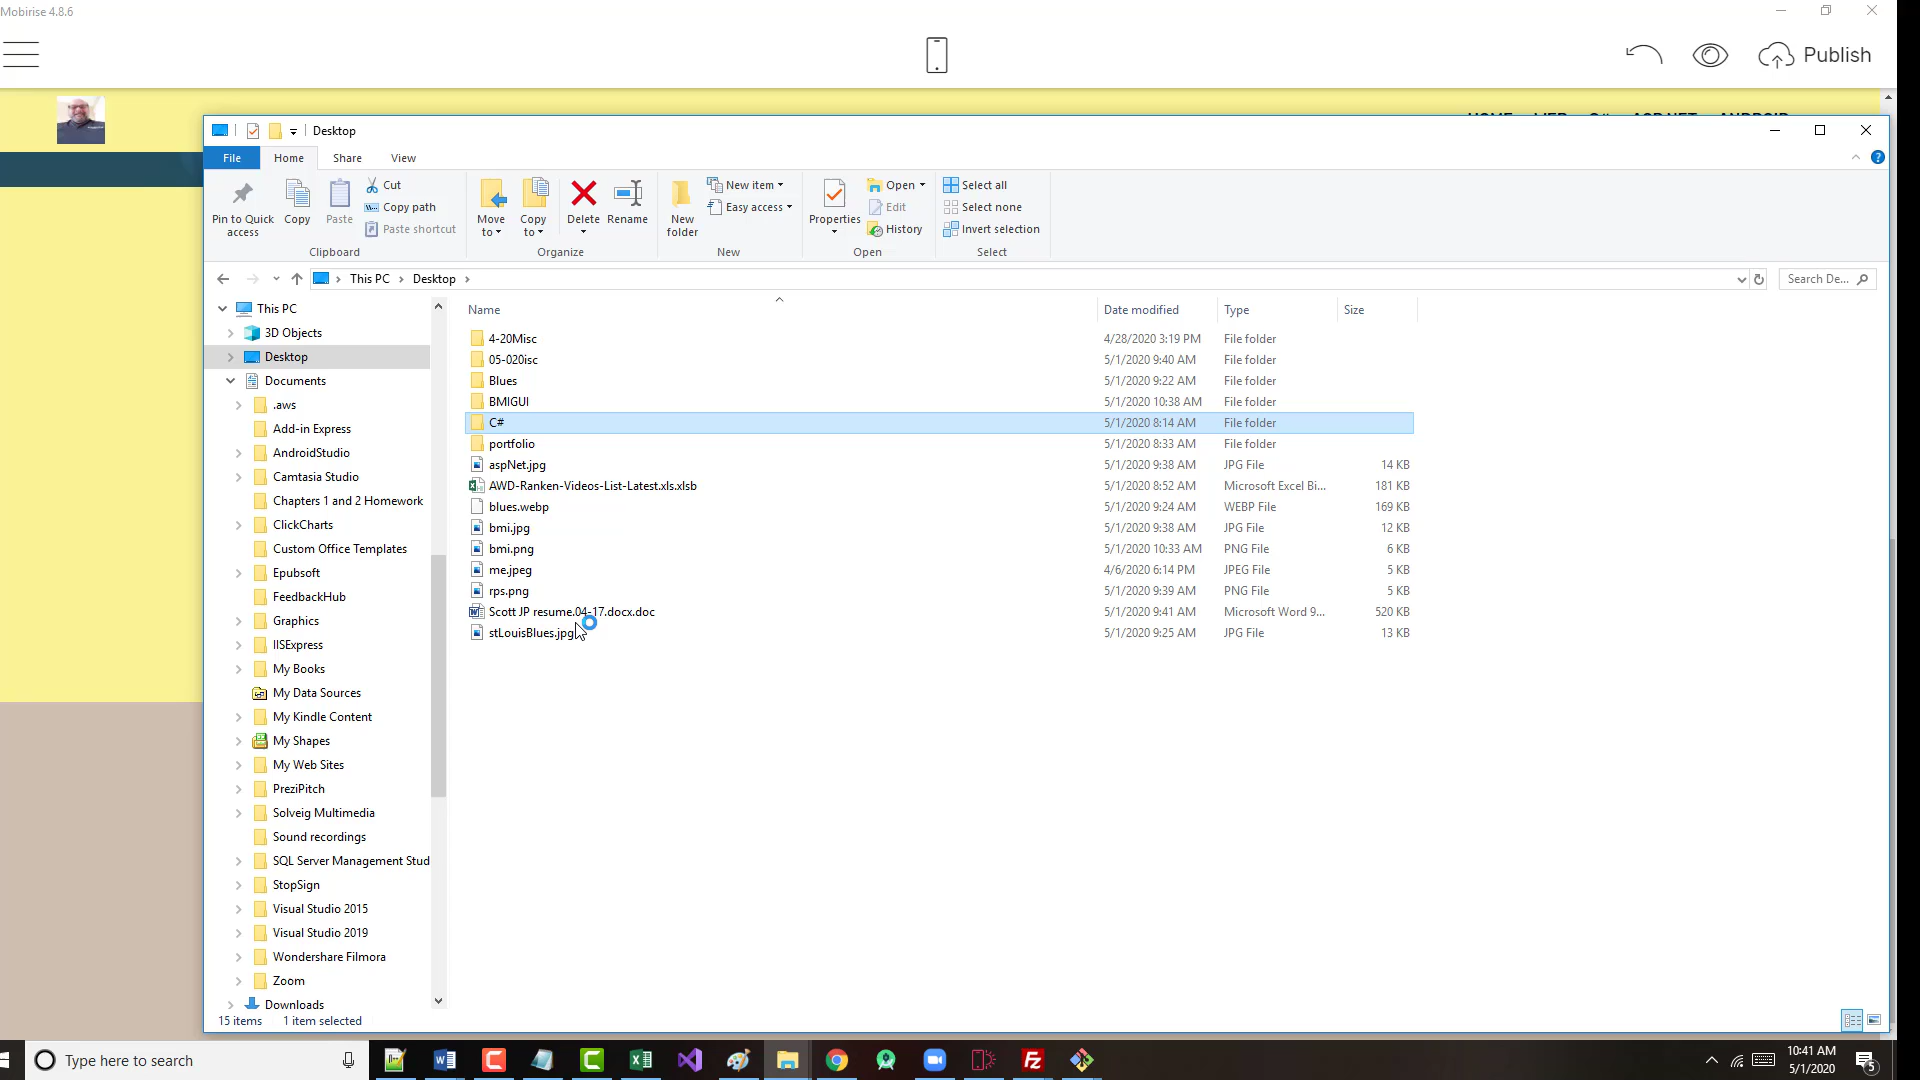 Mobirise 4.8.6
Publish
Desktop
File Home Share View
Pin to Quick access
Copy
Paste
Cut
Copy path
Paste shortcut
Clipboard
Move to
Copy to
Delete
Rename
Organize
New folder
New item
Easy access
New
Properties
Open
Edit
History
Open
Select all
Select none
Invert selection
Select
This PC Desktop
Search De...
This PC
3D Objects
Desktop
Documents
.aws
Add-in Express
AndroidStudio
Camtasia Studio
Chapters 1 and 2 Homework
ClickCharts
Custom Office Templates
Epubsoft
FeedbackHub
Graphics
IISExpress
My Books
My Data Sources
My Kindle Content
My Shapes
My Web Sites
PreziPitch
Solveig Multimedia
Sound recordings
SQL Server Management Stud
StopSign
Visual Studio 2015
Visual Studio 2019
Wondershare Filmora
Zoom
Downloads
Name Date modified Type Size
4-20Misc 4/28/2020 3:19 PM File folder
05-020isc 5/1/2020 9:40 AM File folder
Blues 5/1/2020 9:22 AM File folder
BMIGUI 5/1/2020 10:38 AM File folder
C# 5/1/2020 8:14 AM File folder
portfolio 5/1/2020 8:33 AM File folder
aspNet.jpg 5/1/2020 9:38 AM JPG File 14 KB
AWD-Ranken-Videos-List-Latest.xls.xlsb 5/1/2020 8:52 AM Microsoft Excel Bi... 181 KB
blues.webp 5/1/2020 9:24 AM WEBP File 169 KB
bmi.jpg 5/1/2020 9:38 AM JPG File 12 KB
bmi.png 5/1/2020 10:33 AM PNG File 6 KB
me.jpeg 4/6/2020 6:14 PM JPEG File 5 KB
rps.png 5/1/2020 9:39 AM PNG File 5 KB
Scott JP resume.04-17.docx.doc 5/1/2020 9:41 AM Microsoft Word 9... 520 KB
stLouisBlues.jpg 5/1/2020 9:25 AM JPG File 13 KB
15 items 1 item selected
Type here to search
10:41 AM
5/1/2020
5